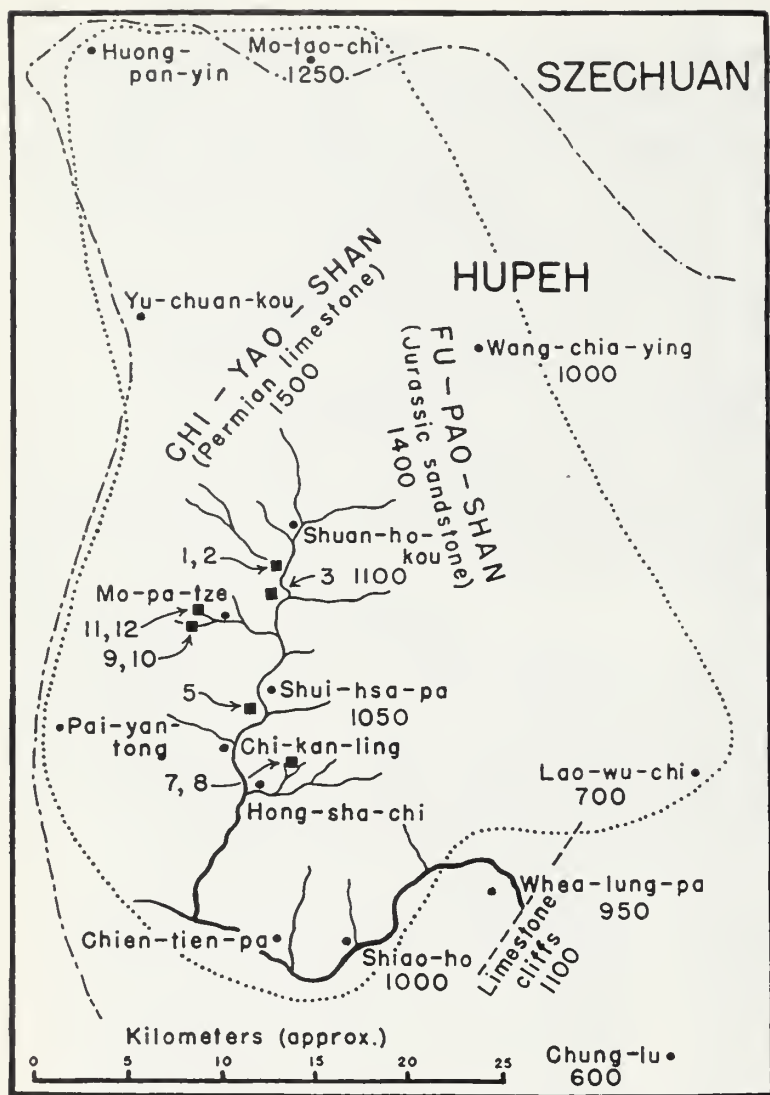 Huong-
pan-yin
Mo-tao-chi
1250
SZECHUAN
HUPEH
Yu-chuan-kou
CHI-YAO-SHAN
(Permian limestone)
1500
FU-PAO-SHAN
(Jurassic sandstone)
1400
Wang-chia-ying
1000
Shuan-ho-
kou
1, 2
3 1100
Mo-pa-tze
11, 12
9, 10
5
Shui-hsa-pa
1050
Pai-yan-
tong
Chi-kan-ling
7, 8
Hong-sha-chi
Lao-wu-chi
700
Whea-lung-pa
950
Limestone
cliffs
1100
Chien-tien-pa
Shiao-ho
1000
Kilometers (approx.)
0 5 10 15 20 25
Chung-lu
600